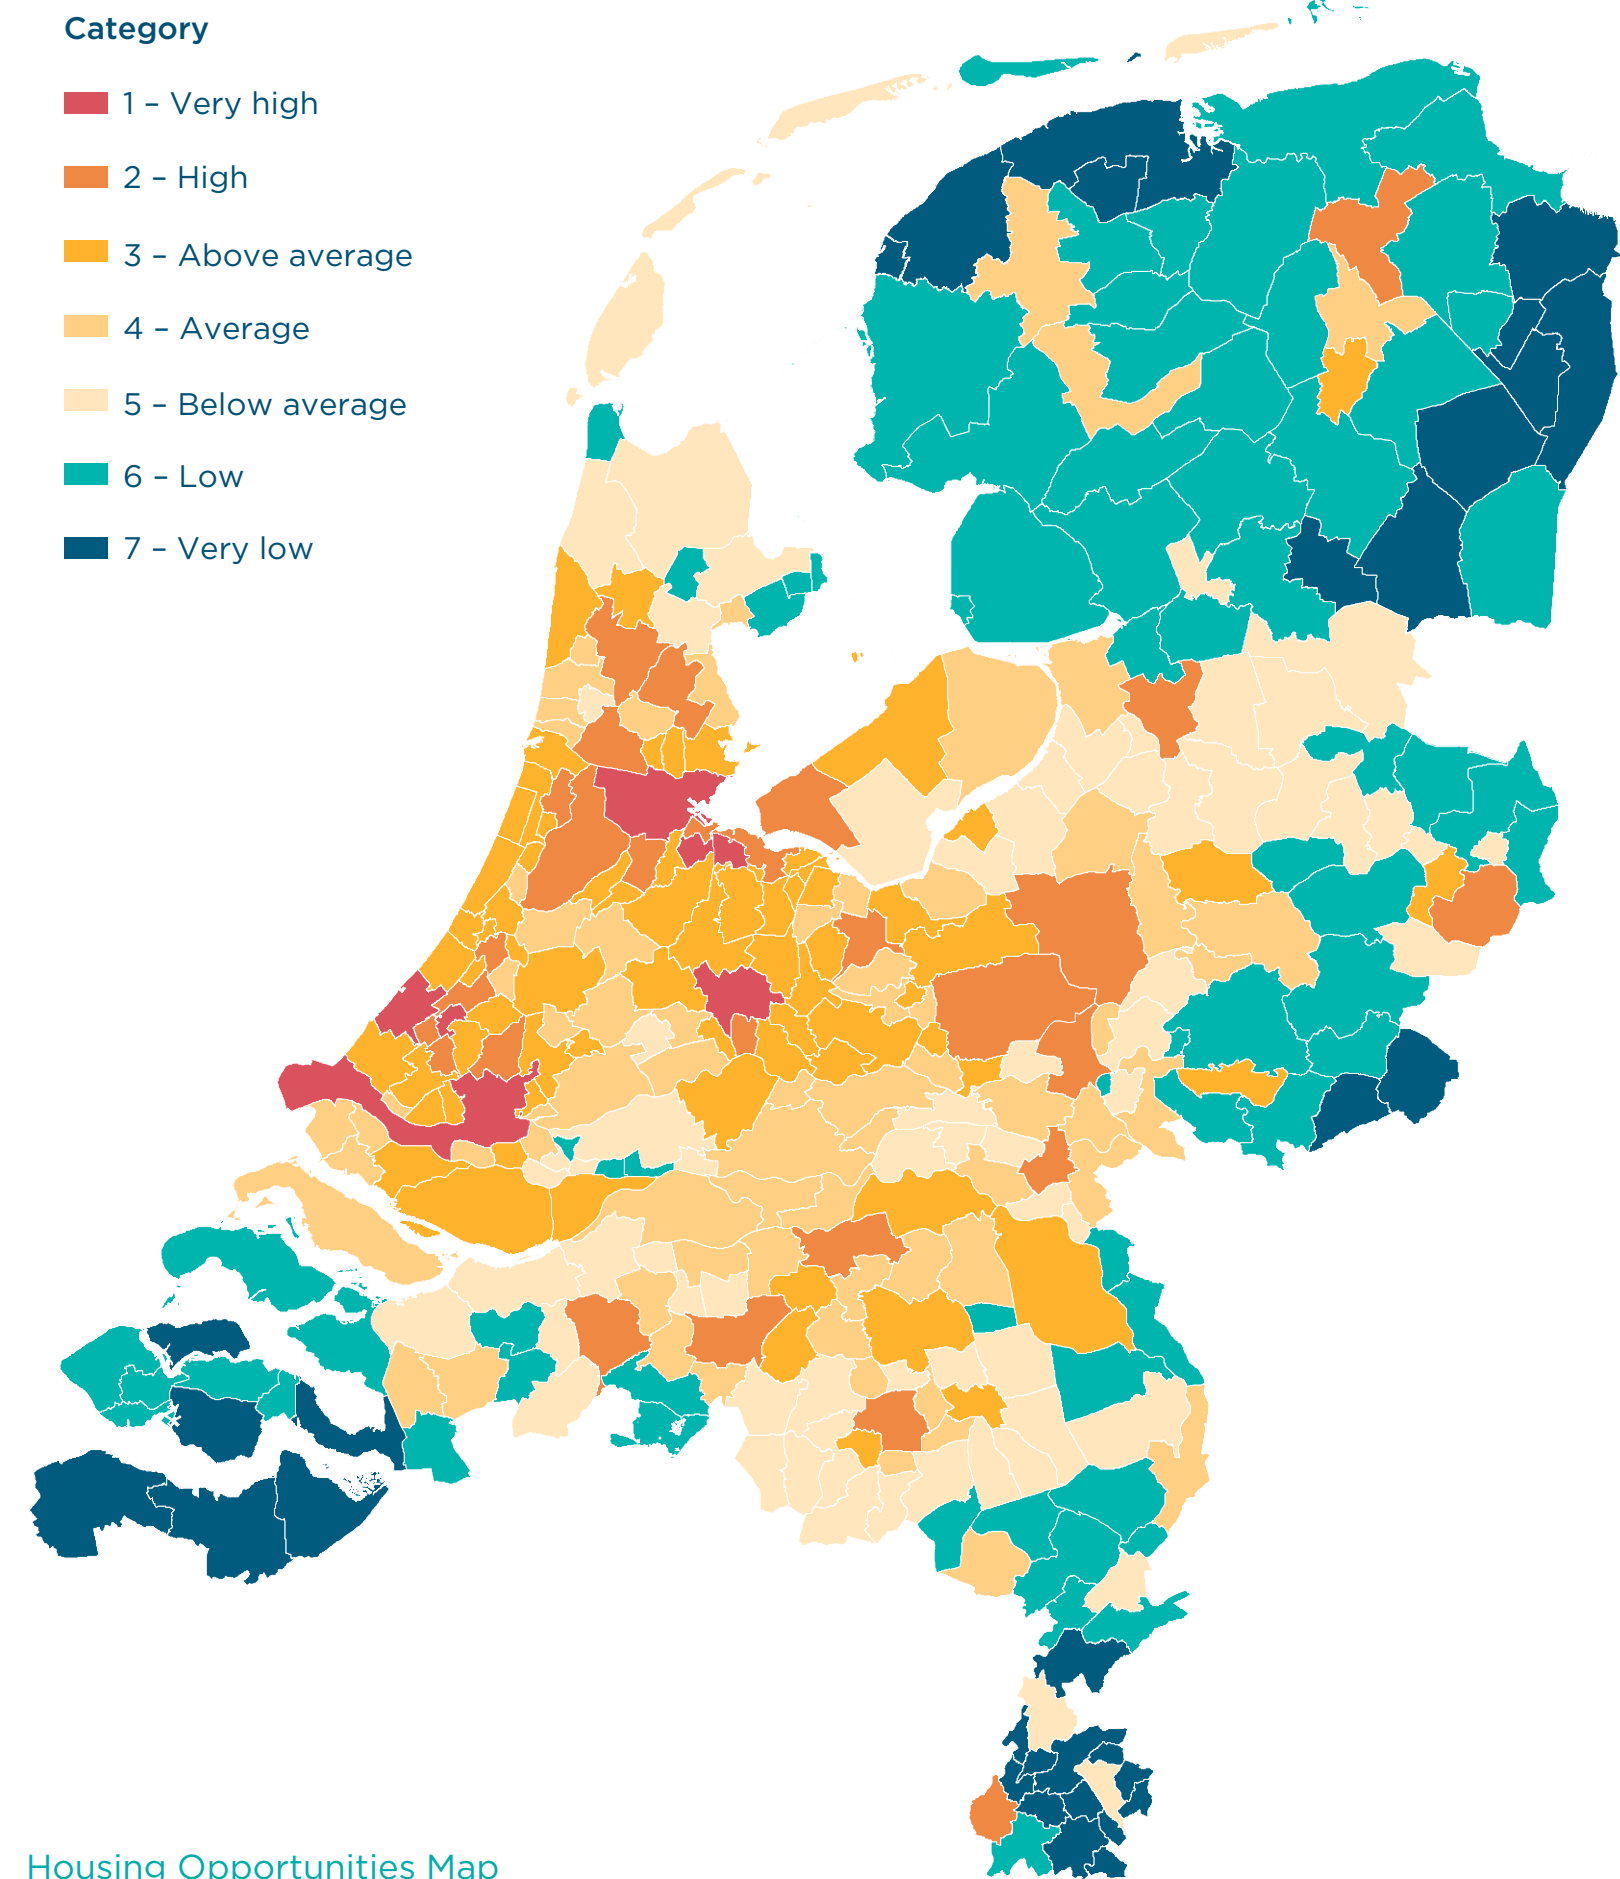 Category
1 – Very high
2 – High
3 – Above average
4 – Average
5 – Below average
6 – Low
7 – Very low
Housing Opportunities Map